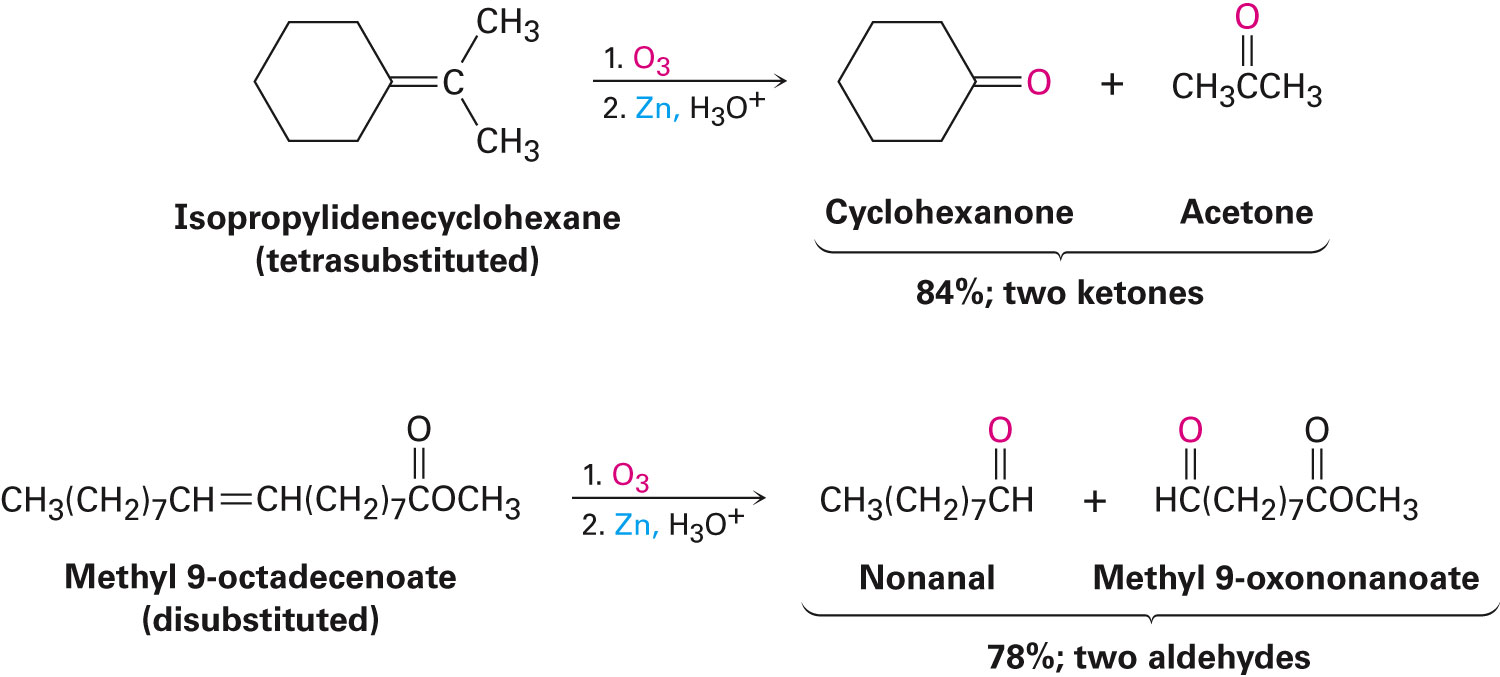 CH₃
C
CH₃
1. O₃
2. Zn, H₃O⁺
O
+
O
CH₃CCH₃
Isopropylidenecyclohexane
(tetrasubstituted)
Cyclohexanone
Acetone
84%; two ketones
O
CH₃(CH₂)₇CH=CH(CH₂)₇COCH₃
1. O₃
2. Zn, H₃O⁺
O
CH₃(CH₂)₇CH
+
O O
HC(CH₂)₇COCH₃
Methyl 9-octadecenoate
(disubstituted)
Nonanal
Methyl 9-oxononanoate
78%; two aldehydes